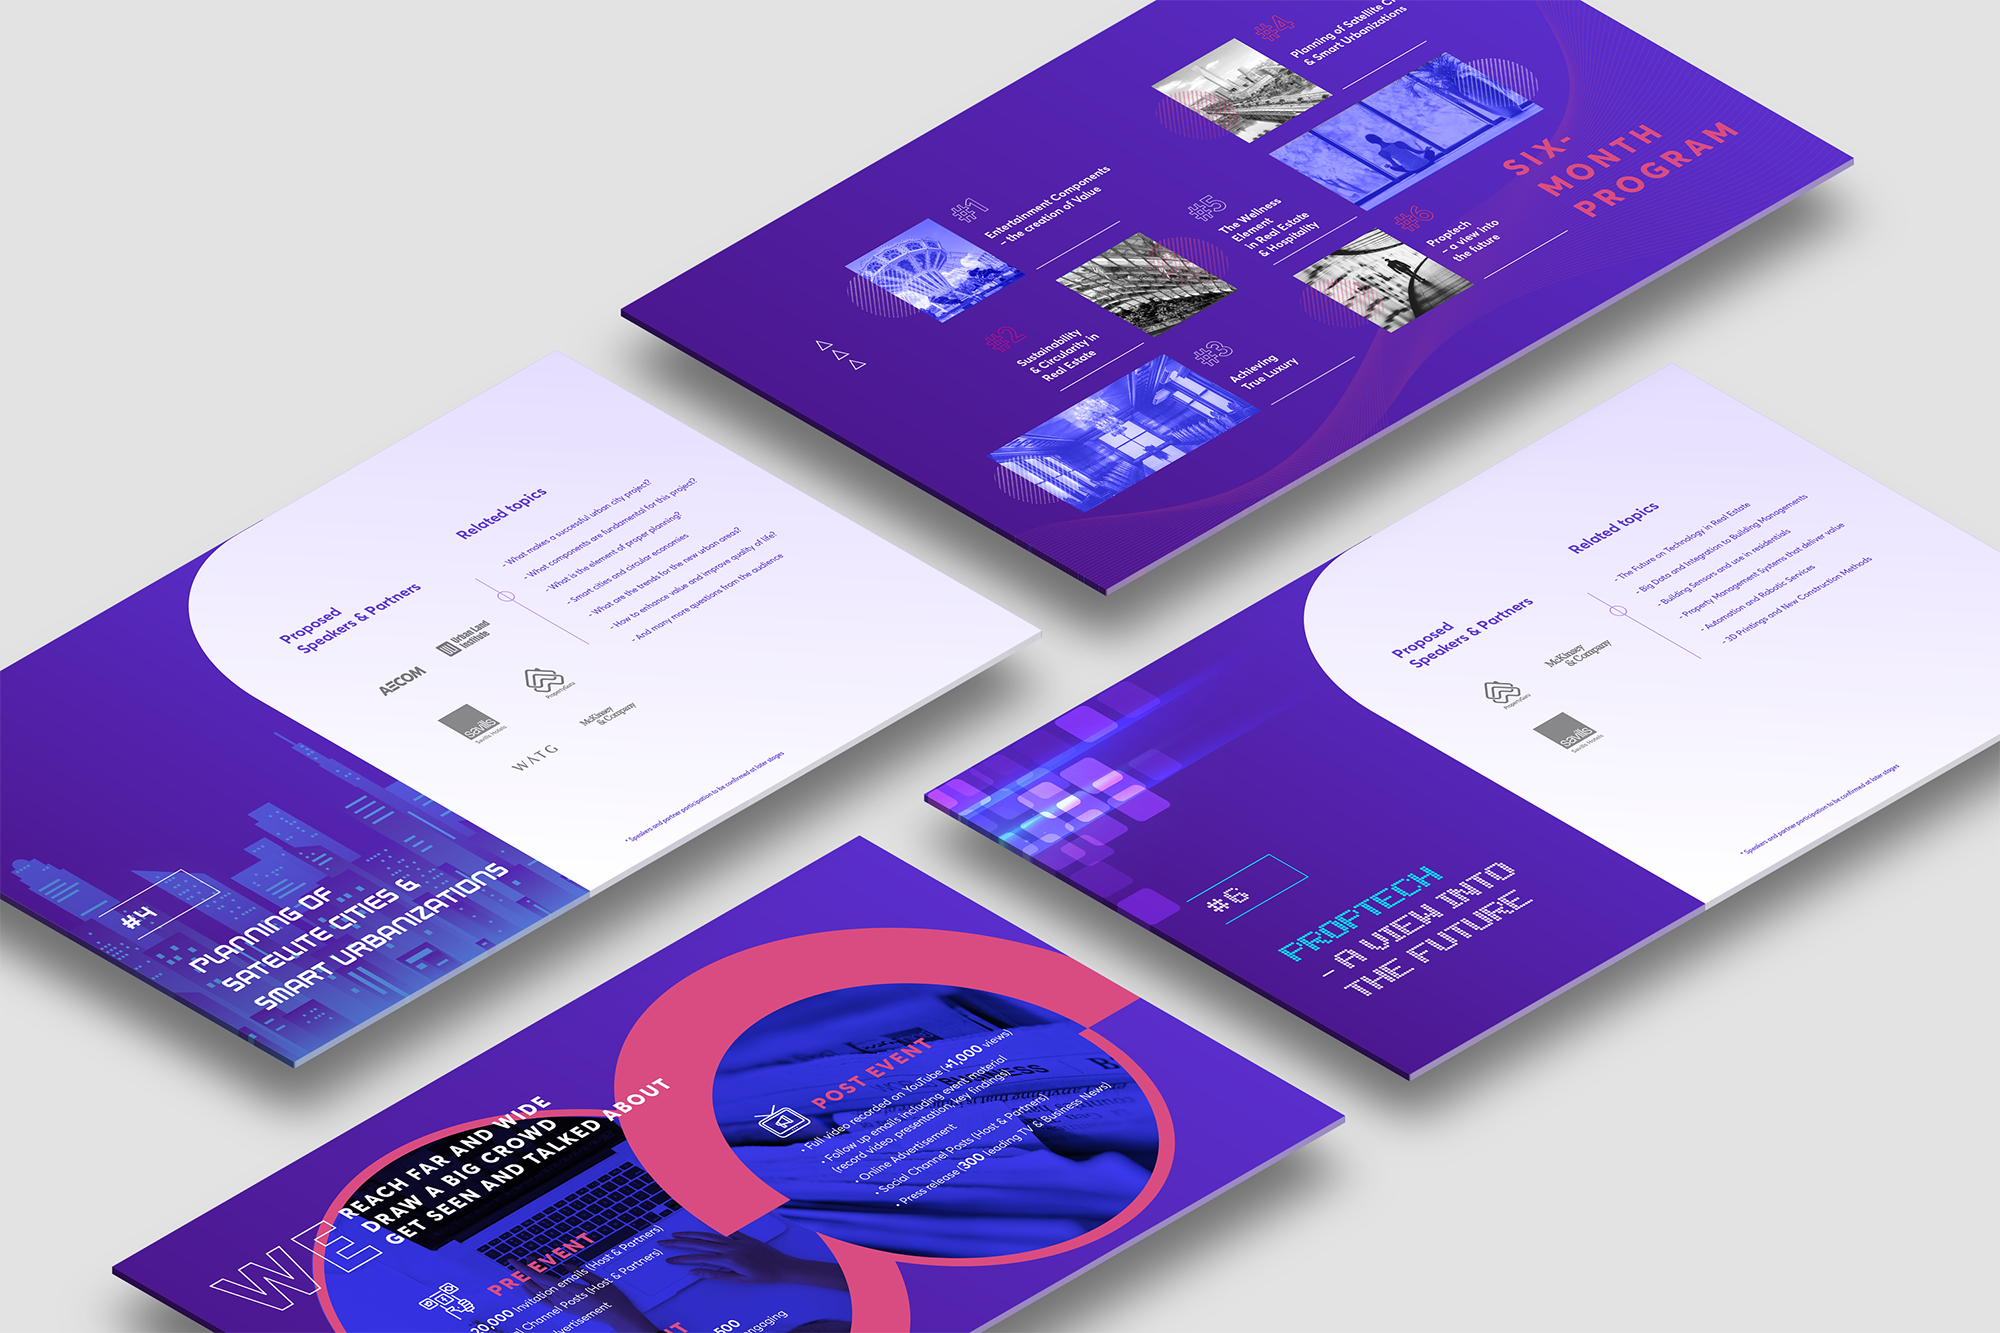 #4
Planning of Satellite C
& Smart Urbanizations
SIX-
MONTH
PROGRAM
#1
Entertainment Components
– the creation of Value
#5
The Wellness
Element
in Real Estate
& Hospitality
#6
Proptech
– a view into
the future
#2
Sustainability
& Circularity in
Real Estate
#3
Achieving
True Luxury
Related topics
- What makes a successful urban city project?
- What components are fundamental for this project?
- What is the element of proper planning?
- Smart cities and circular economies
- What are the trends for the new urban areas?
- How to enhance value and improve quality of life?
- And many more questions from the audience
Proposed
Speakers & Partners
Urban Land
Institute
AECOM
PropertyGuru
savills
Savills Hotels
McKinsey
& Company
WATG
* Speakers and partner participation to be confirmed at later stages
#4
PLANNING OF
SATELLITE CITIES &
SMART URBANIZATIONS
Related topics
- The Future on Technology in Real Estate
- Big Data and Integration to Building Managements
- Building Sensors and use in residentials
- Property Management Systems that deliver value
- Automation and Robotic Services
- 3D Printings and New Construction Methods
Proposed
Speakers & Partners
McKinsey
& Company
PropertyGuru
savills
Savills Hotels
* Speakers and partner participation to be confirmed at later stages
#6
PROPTECH
– A VIEW INTO
THE FUTURE
WE
REACH FAR AND WIDE
DRAW A BIG CROWD
GET SEEN AND TALKED ABOUT
POST EVENT
• Full video recorded on YouTube (+1,000 views)
• Follow up emails including event material
(record video, presentation, key findings)
• Online Advertisement
• Social Channel Posts (Host & Partners)
• Press release (300 leading TV & Business News)
BUSINESS
PRE EVENT
20,000 Invitation emails (Host & Partners)
l Channel Posts (Host & Partners)
vertisement
NT
500
ngaging